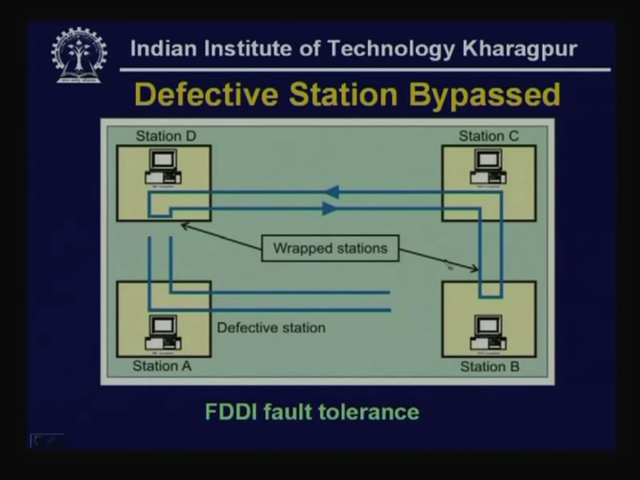 Indian Institute of Technology Kharagpur
Defective Station Bypassed
Station D
Station C
Wrapped stations
Defective station
Station A
Station B
FDDI fault tolerance